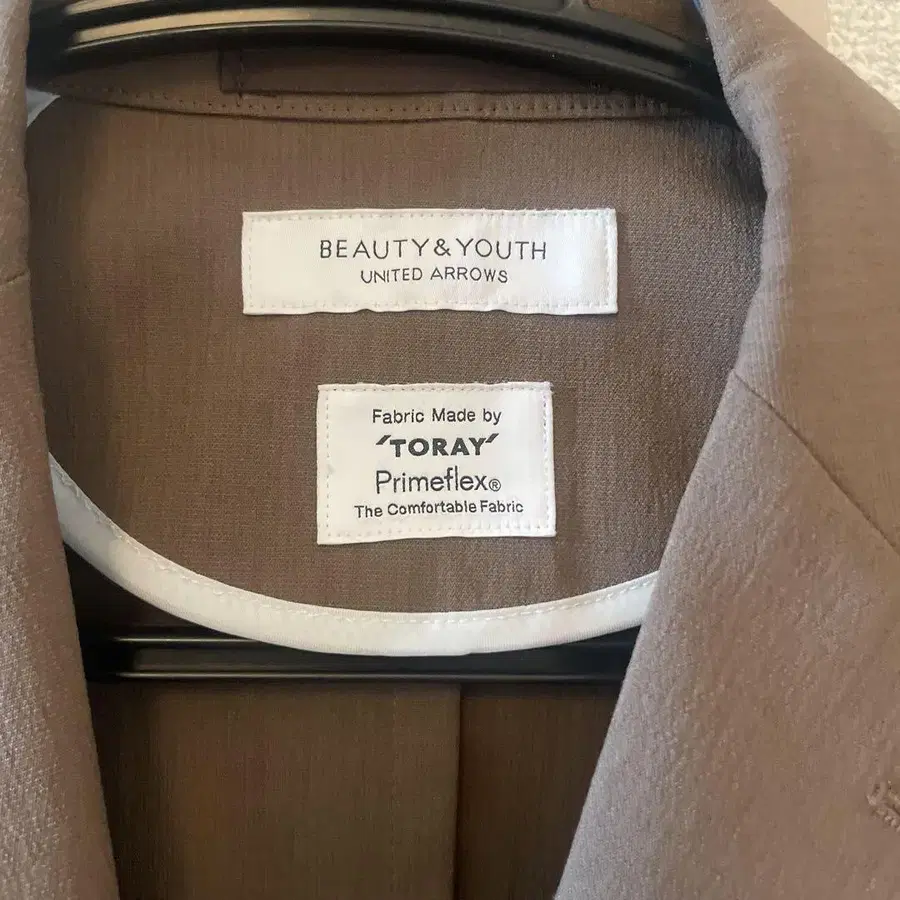 BEAUTY&YOUTH
UNITED ARROWS
Fabric Made by
'TORAY'
Primeflex®
The Comfortable Fabric